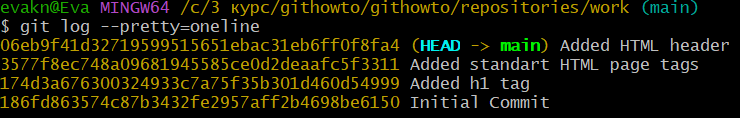 evakn@Eva MINGW64 /c/3 курс/githowto/githowto/repositories/work (main)
$ git log --pretty=oneline
06eb9f41d32719599515651ebac31eb6ff0f8fa4 (HEAD -> main) Added HTML header
3577f8ec748a09681945585ce0d2deaafc5f3311 Added standart HTML page tags
174d3a676300324933c7a75f35b301d460d54999 Added h1 tag
186fd863574c87b3432fe2957aff2b4698be6150 Initial Commit